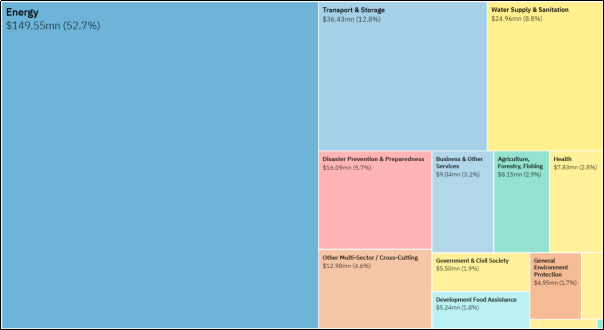 Energy
$149.55mn (52.7%)
Transport & Storage
$36.43mn (12.8%)
Water Supply & Sanitation
$24.96mn (8.8%)
Disaster Prevention & Preparedness
$16.09mn (5.7%)
Business & Other
Services
$9.04mn (3.2%)
Agriculture,
Forestry, Fishing
$8.15mn (2.9%)
Health
$7.83mn (2.8%)
Other Multi-Sector / Cross-Cutting
$12.98mn (4.6%)
Government & Civil Society
$5.50mn (1.9%)
General
Environment
Protection
$4.95mn (1.7%)
Development Food Assistance
$5.24mn (1.8%)